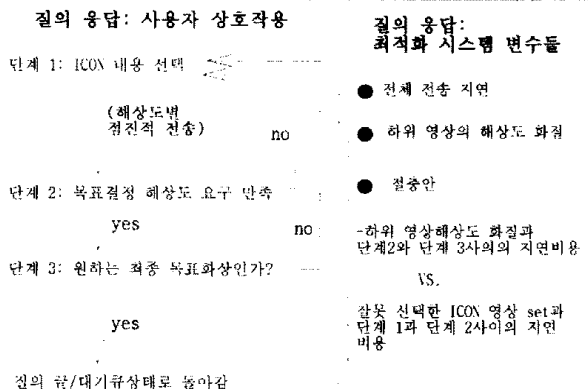 질의 응답: 사용자 상호작용
단계 1: ICON 내용 선택
(해상도별
점진적 전송)
no
단계 2: 목표결정 해상도 요구 만족
yes
no
단계 3: 원하는 최종 목표화상인가?
yes
질의 끝/대기큐상태로 돌아감
질의 응답:
최적화 시스템 변수들
● 전체 전송 지연
● 하위 영상의 해상도 화질
● 절충안
-하위 영상해상도 화질과
단계2와 단계 3사의의 지연비용
VS.
잘못 선택한 ICON 영상 set과
단계 1과 단계 2사이의 지연
비용